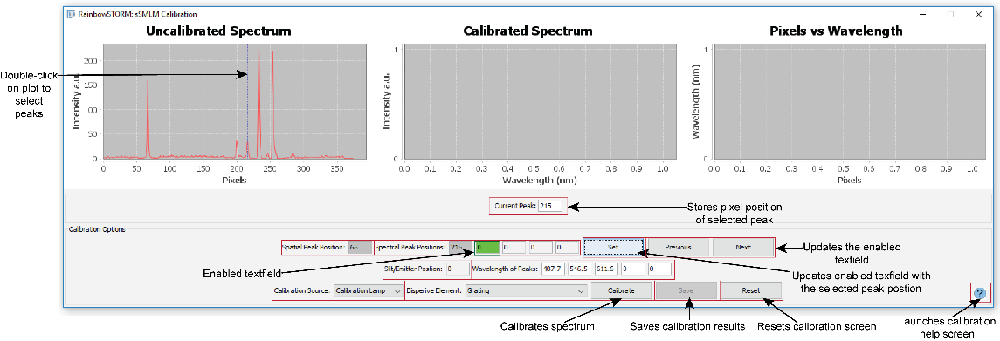 RainbowSTORM: sSMLM Calibration
Uncalibrated Spectrum
Calibrated Spectrum
Pixels vs Wavelength
Double-click
on plot to
select
peaks
Intensity a.u.
200
150
100
50
0
0 50 100 150 200 250 300 350
Pixels
Intensity a.u.
1
0
0.0 0.1 0.2 0.3 0.4 0.5 0.6 0.7 0.8 0.9 1.0
Wavelength (nm)
Wavelength (nm)
1
0
0.0 0.1 0.2 0.3 0.4 0.5 0.6 0.7 0.8 0.9 1.0
Pixels
Current Peak: 215
Stores pixel position
of selected peak
Calibration Options
Spatial Peak Position: 66 Spectral Peak Positions: 215 0 0 0 0 Set Previous Next
Updates the enabled
texfield
Enabled textfield
Slit/Emitter Postion: 0 Wavelength of Peaks: 487.7 546.5 611.6 0 0
Updates enabled texfield with
the selected peak postion
Calibration Source: Calibration Lamp Disperive Element: Grating Calibrate Save Reset
?
Calibrates spectrum
Saves calibration results
Resets calibration screen
Launches calibration
help screen